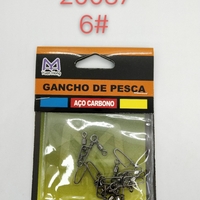 6#
GANCHO DE PESCA
AÇO CARBONO